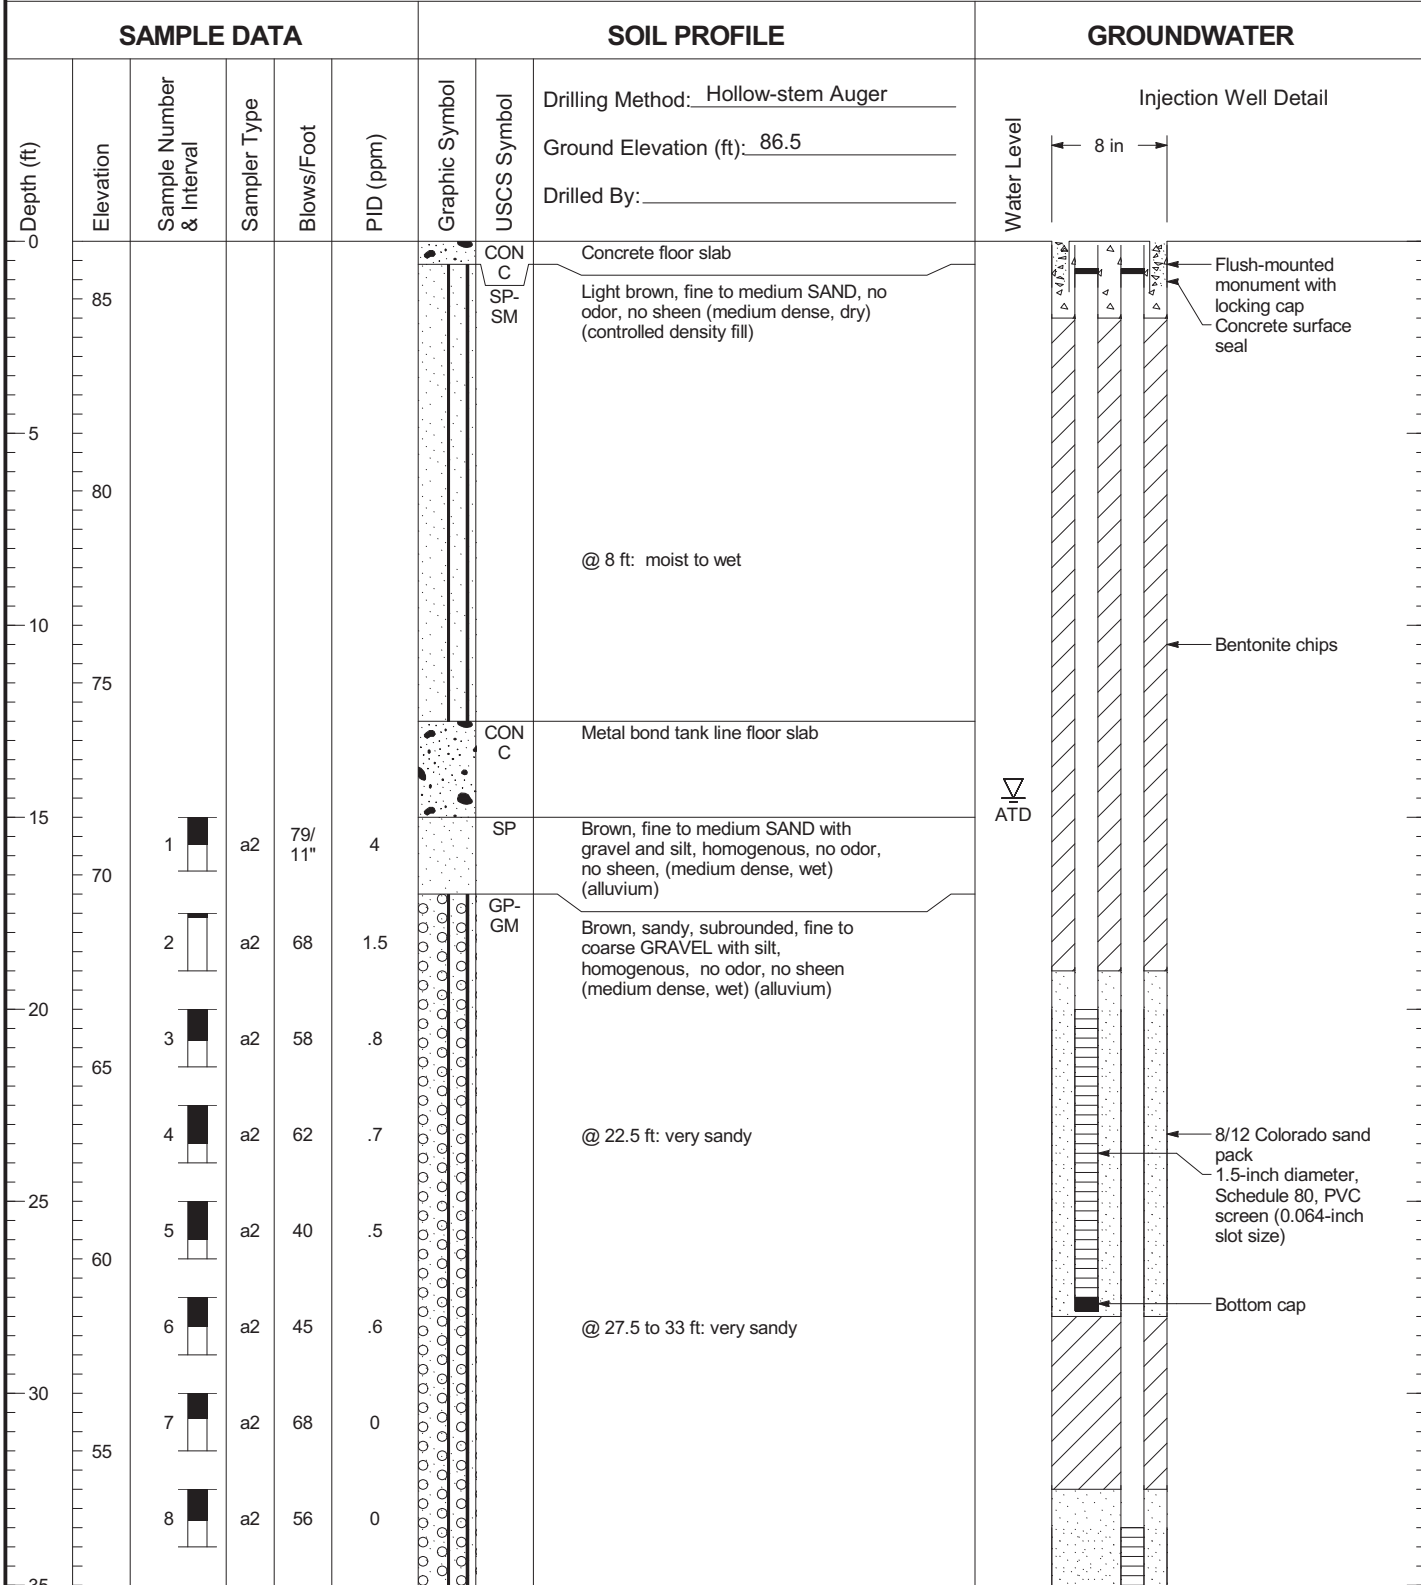 SAMPLE DATA
SOIL PROFILE
GROUNDWATER
Depth (ft)
Elevation
Sample Number
& Interval
Sampler Type
Blows/Foot
PID (ppm)
Graphic Symbol
USCS Symbol
Drilling Method: Hollow-stem Auger
Ground Elevation (ft): 86.5
Drilled By:
Water Level
Injection Well Detail
8 in
0
CON
C
Concrete floor slab
Flush-mounted
monument with
locking cap
Concrete surface
seal
85
SP-
SM
Light brown, fine to medium SAND, no
odor, no sheen (medium dense, dry)
(controlled density fill)
5
80
@ 8 ft: moist to wet
10
Bentonite chips
75
CON
C
Metal bond tank line floor slab
ATD
15
1
a2
79/
11"
4
SP
Brown, fine to medium SAND with
gravel and silt, homogenous, no odor,
no sheen, (medium dense, wet)
(alluvium)
70
GP-
GM
Brown, sandy, subrounded, fine to
coarse GRAVEL with silt,
homogenous, no odor, no sheen
(medium dense, wet) (alluvium)
2
a2
68
1.5
20
3
a2
58
.8
65
4
a2
62
.7
@ 22.5 ft: very sandy
8/12 Colorado sand
pack
1.5-inch diameter,
Schedule 80, PVC
screen (0.064-inch
slot size)
25
5
a2
40
.5
60
Bottom cap
6
a2
45
.6
@ 27.5 to 33 ft: very sandy
30
7
a2
68
0
55
8
a2
56
0
35